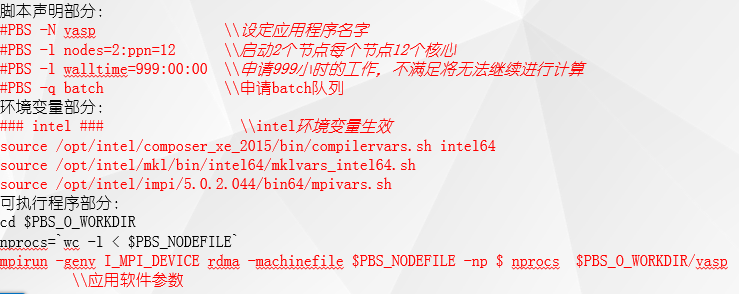 脚本声明部分:
#PBS -N vasp \\设定应用程序名字
#PBS -l nodes=2:ppn=12 \\启动2个节点每个节点12个核心
#PBS -l walltime=999:00:00 \\申请999小时的工作，不满足将无法继续进行计算
#PBS -q batch \\申请batch队列
环境变量部分:
### intel ### \\intel环境变量生效
source /opt/intel/composer_xe_2015/bin/compilervars.sh intel64
source /opt/intel/mkl/bin/intel64/mklvars_intel64.sh
source /opt/intel/impi/5.0.2.044/bin64/mpivars.sh
可执行程序部分:
cd $PBS_O_WORKDIR
nprocs=`wc -l < $PBS_NODEFILE`
mpirun -genv I_MPI_DEVICE rdma -machinefile $PBS_NODEFILE -np $ nprocs $PBS_O_WORKDIR/vasp
\\应用软件参数